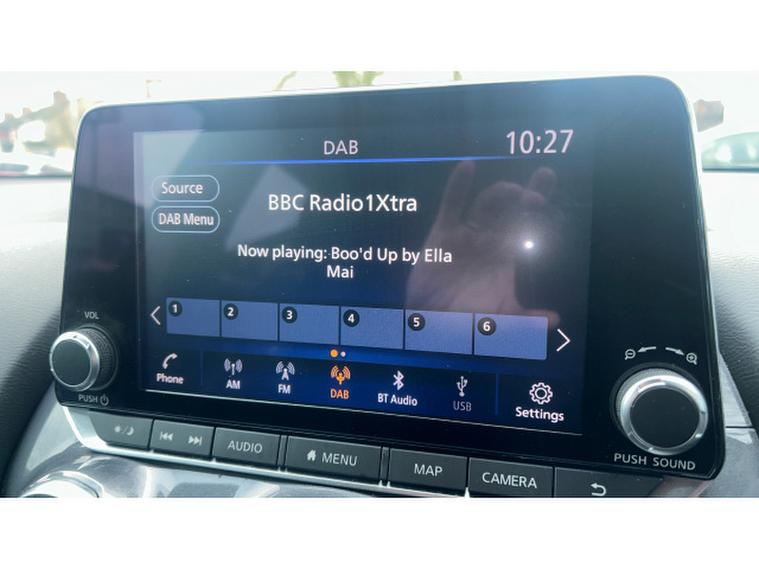 DAB
10:27
Source
BBC Radio1Xtra
DAB Menu
Now playing: Boo'd Up by Ella
Mai
1 2 3 4 5 6
VOL
PUSH
Phone
AM
FM
DAB
BT Audio
USB
Settings
PUSH SOUND
AUDIO
MENU
MAP
CAMERA